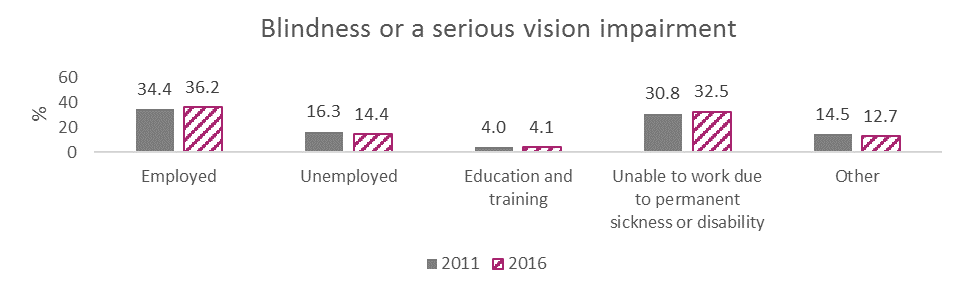 Blindness or a serious vision impairment
%
60
40
20
0
34.4 36.2
16.3 14.4
4.0 4.1
30.8 32.5
14.5 12.7
Employed
Unemployed
Education and
training
Unable to work due
to permanent
sickness or disability
Other
2011 2016